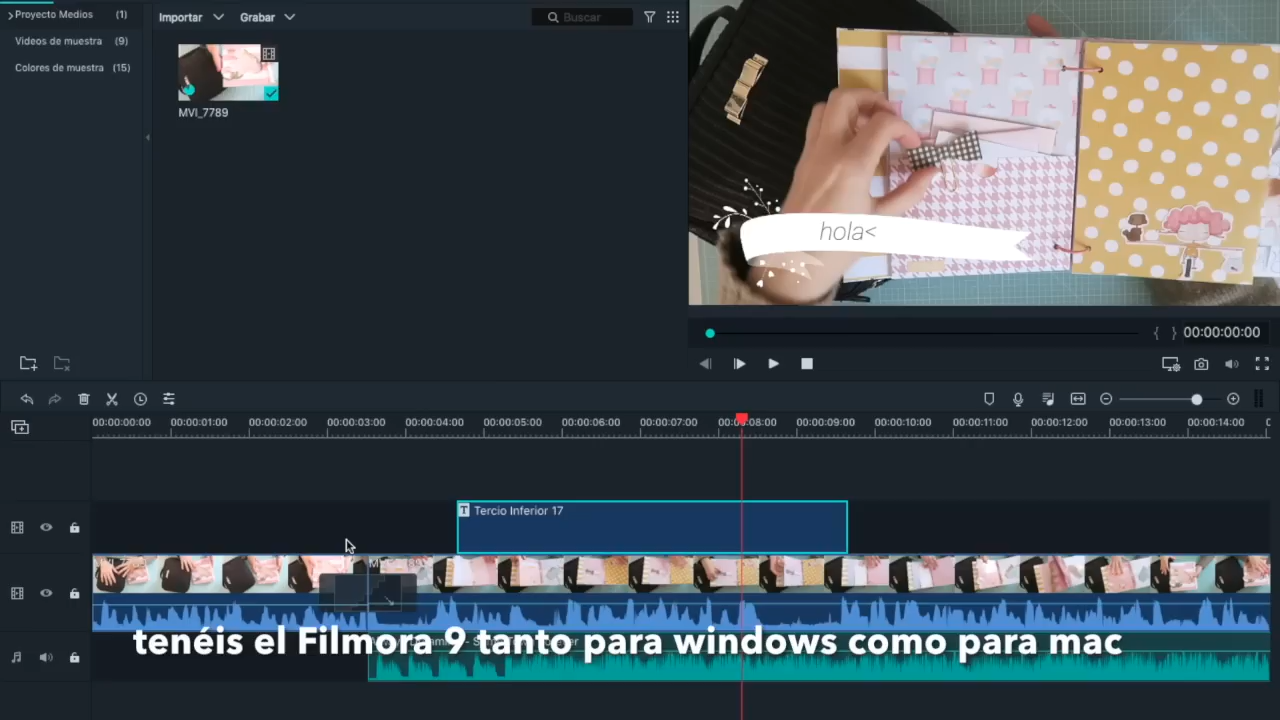 Proyecto Medios (1)
Importar
Grabar
Buscar
Videos de muestra (9)
Colores de muestra (15)
MVI_7789
hola<
{ } 00:00:00:00
00:00:00:00 00:00:01:00 00:00:02:00 00:00:03:00 00:00:04:00 00:00:05:00 00:00:06:00 00:00:07:00 00:00:08:00 00:00:09:00 00:00:10:00 00:00:11:00 00:00:12:00 00:00:13:00 00:00:14:00
T Tercio Inferior 17
tenéis el Filmora 9 tanto para windows como para mac